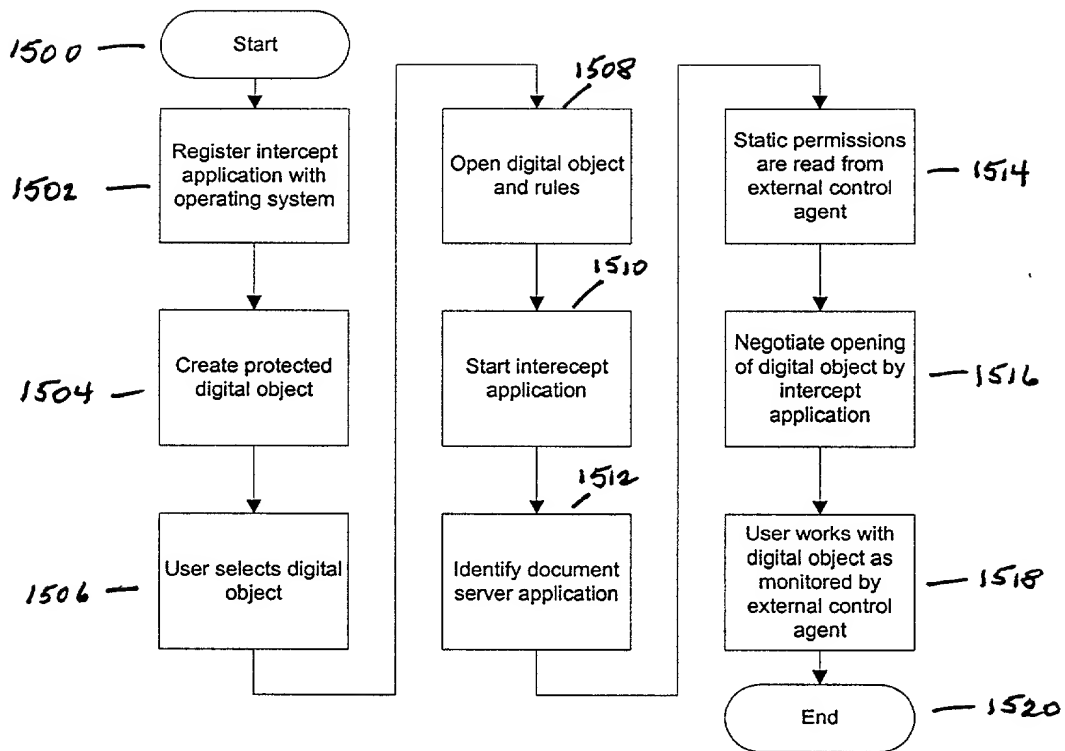 1500
Start
1502
Register intercept
application with
operating system
1504
Create protected
digital object
1506
User selects digital
object
1508
Open digital object
and rules
1510
Start interecept
application
1512
Identify document
server application
1514
Static permissions
are read from
external control
agent
1516
Negotiate opening
of digital object by
intercept
application
1518
User works with
digital object as
monitored by
external control
agent
1520
End